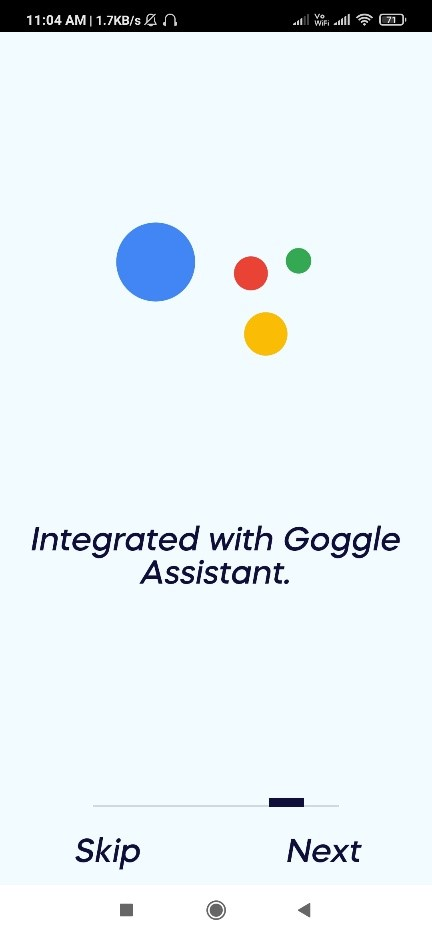 11:04 AM | 1.7KB/s Vo WiFi 71
Integrated with Goggle
Assistant.
Skip Next